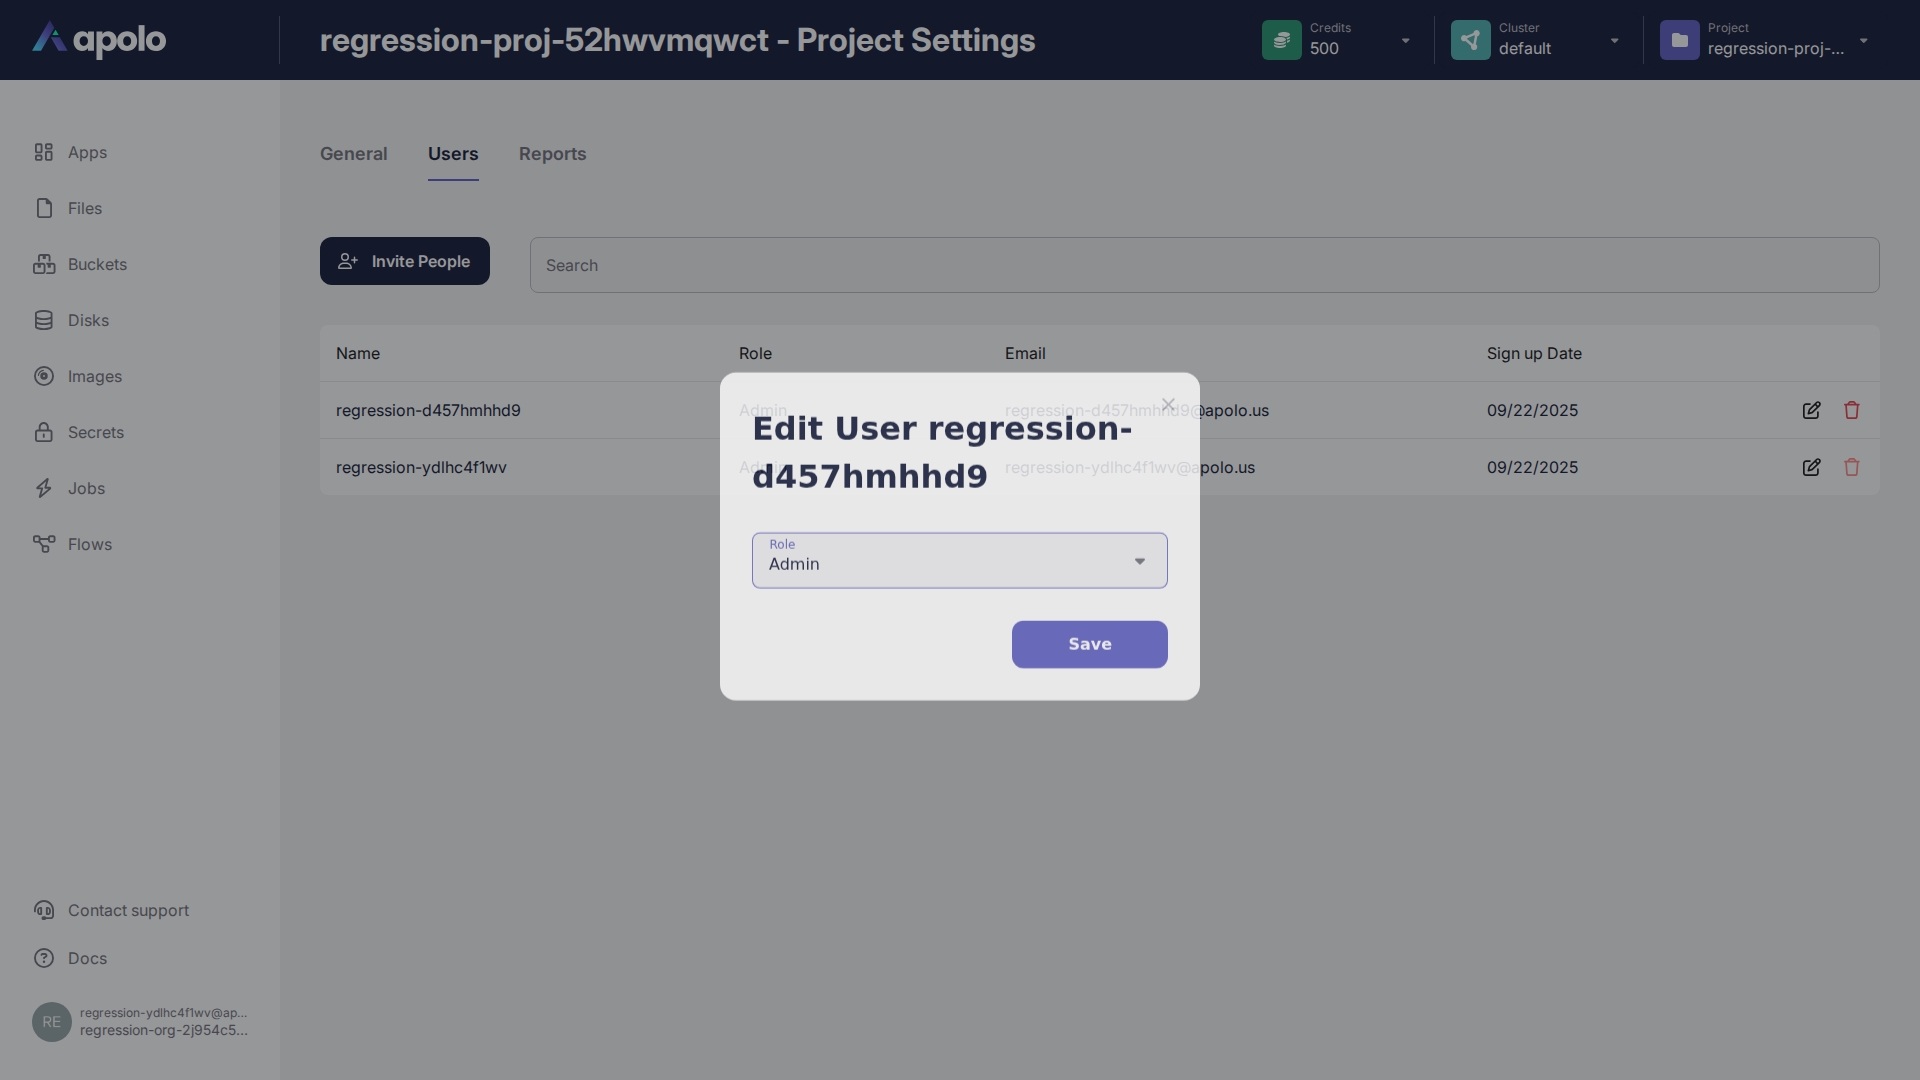 apolo
regression-proj-52hwvmqwct - Project Settings
Credits
500
Cluster
default
Project
regression-proj-...
Apps
Files
Buckets
Disks
Images
Secrets
Jobs
Flows
General Users Reports
Invite People
Search
Name Role Email Sign up Date
regression-d457hmhhd9 Admin regression-d457hmhhd9@apolo.us 09/22/2025
regression-ydlhc4f1wv Admin regression-ydlhc4f1wv@apolo.us 09/22/2025
Edit User regression-
d457hmhhd9
Role
Admin
Save
Contact support
Docs
RE
regression-ydlhc4f1wv@ap...
regression-org-2j954c5...